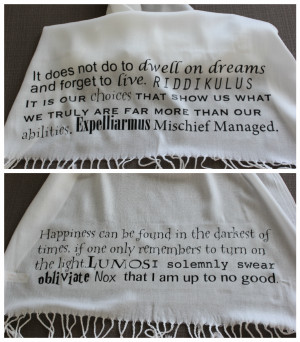 It does not do to dwell on dreams
and forget to live. RIDDIKULUS
IT IS OUR choices THAT SHOW US WHAT
WE TRULY ARE FAR MORE THAN OUR
abilities. Expelliarmus Mischief Managed.
Happiness can be found in the darkest of
times, if one only remembers to turn on
the light. LUMOS I solemnly swear
obliviate Nox that I am up to no good.